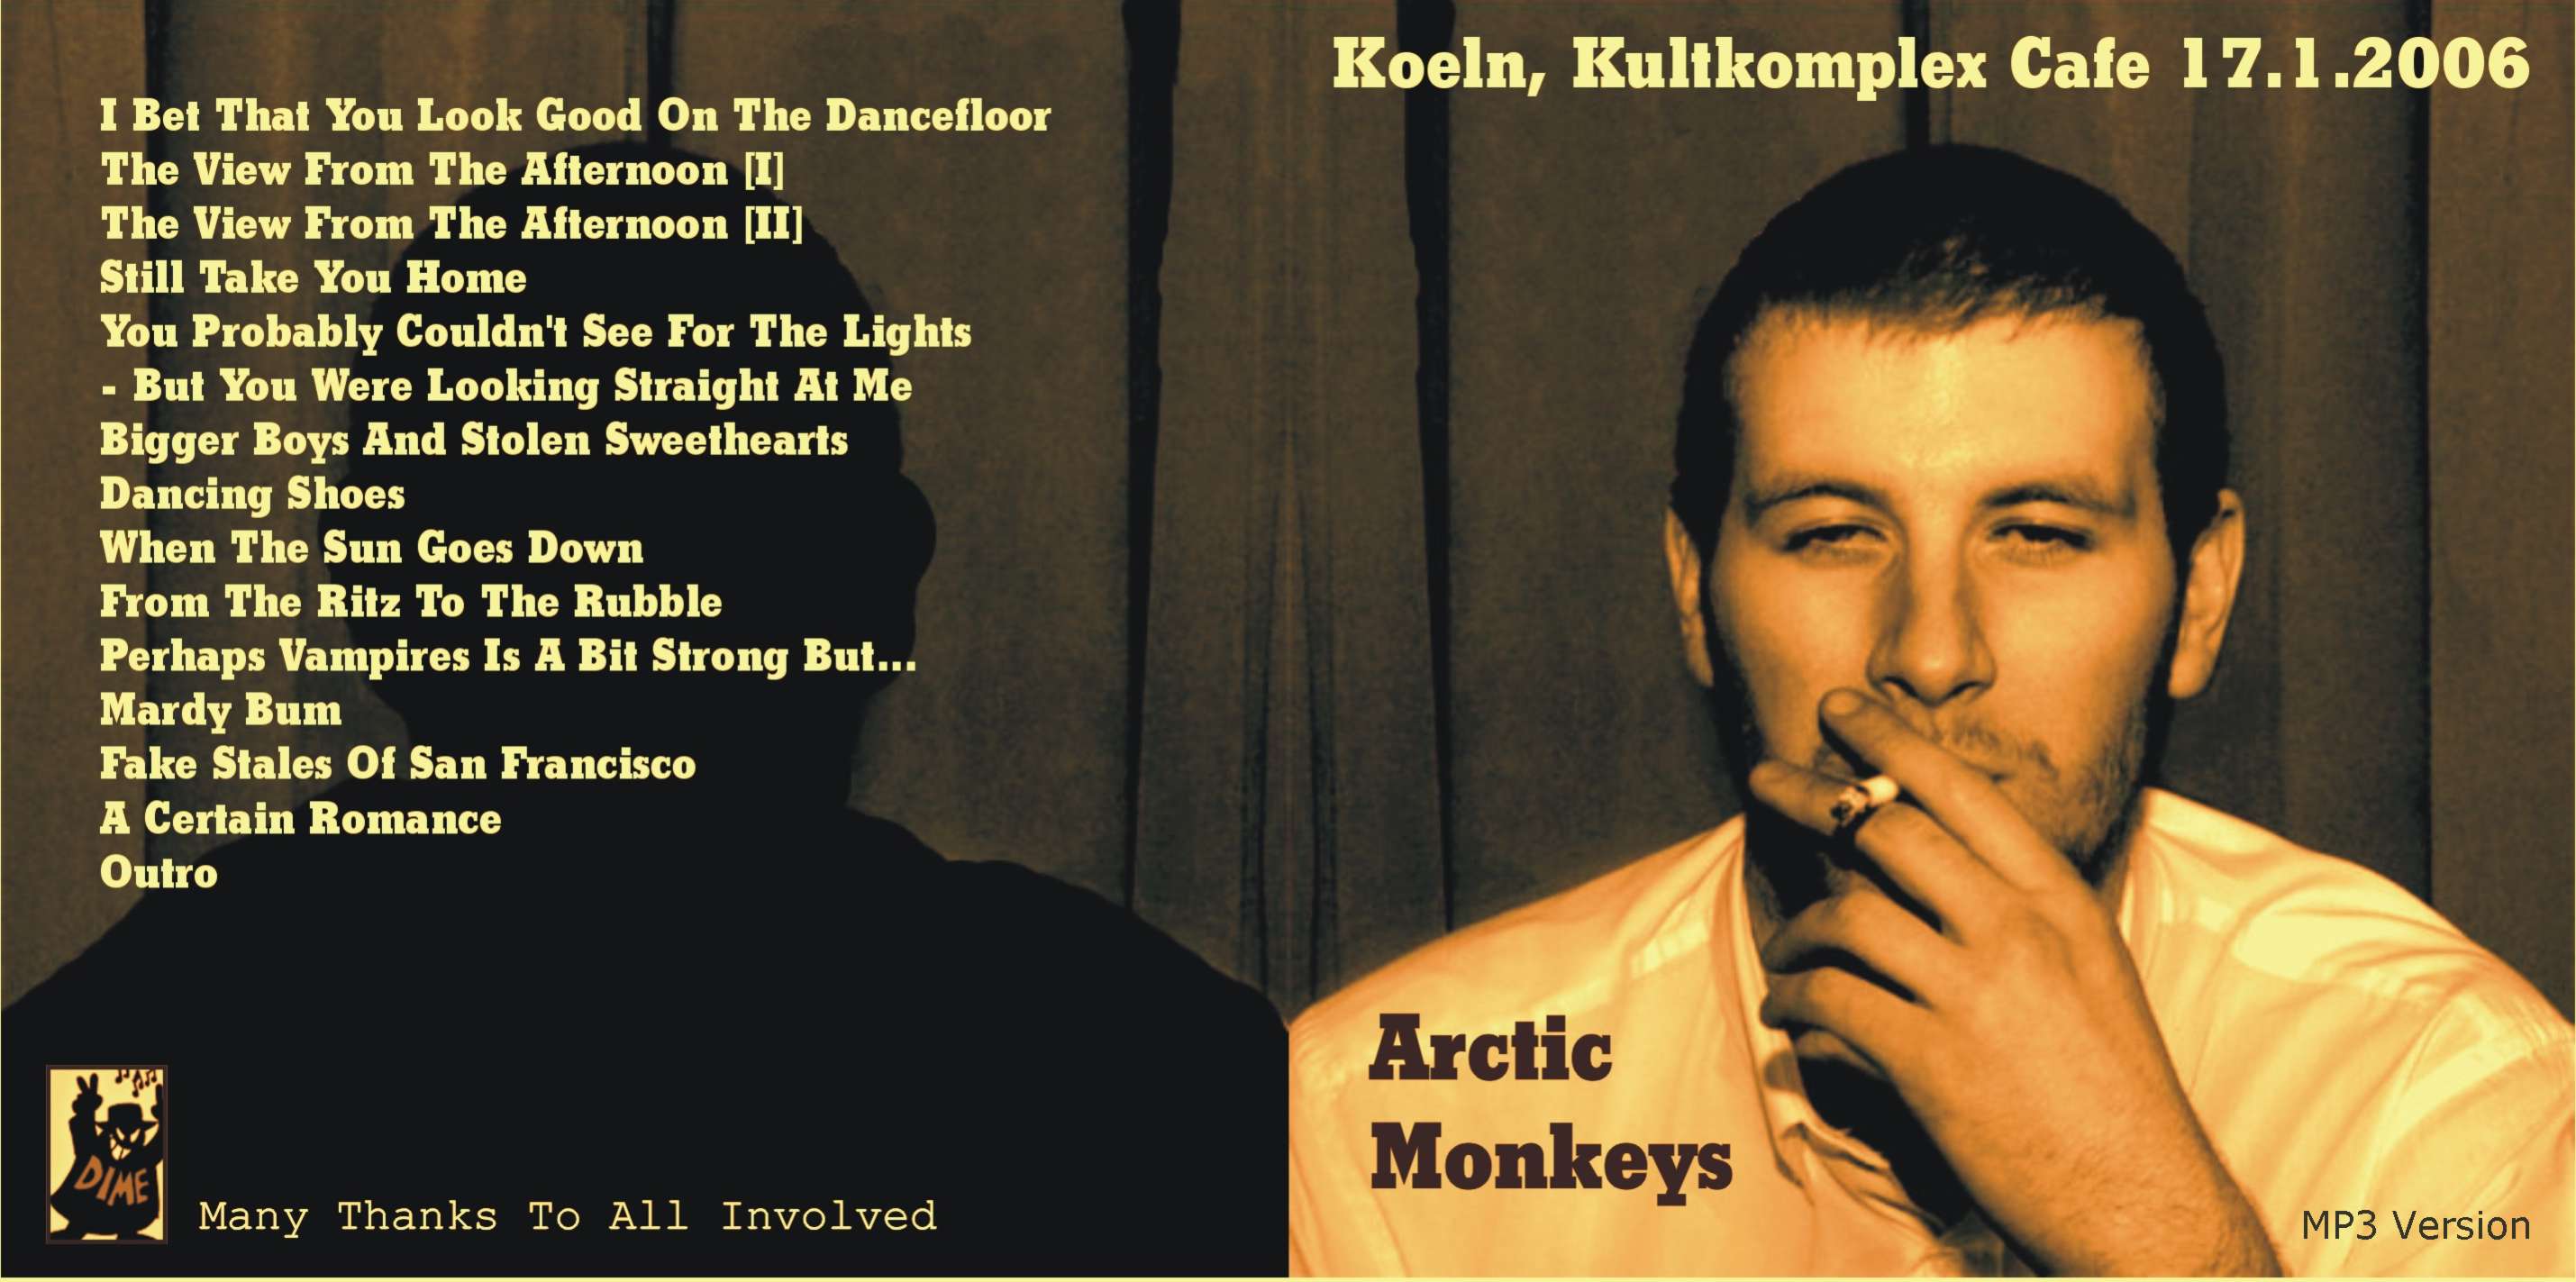 I Bet That You Look Good On The Dancefloor
The View From The Afternoon [I]
The View From The Afternoon [II]
Still Take You Home
You Probably Couldn't See For The Lights
- But You Were Looking Straight At Me
Bigger Boys And Stolen Sweethearts
Dancing Shoes
When The Sun Goes Down
From The Ritz To The Rubble
Perhaps Vampires Is A Bit Strong But...
Mardy Bum
Fake Stales Of San Francisco
A Certain Romance
Outro
DIME
Many Thanks To All Involved
Koeln, Kultkomplex Cafe 17.1.2006
Arctic
Monkeys
MP3 Version